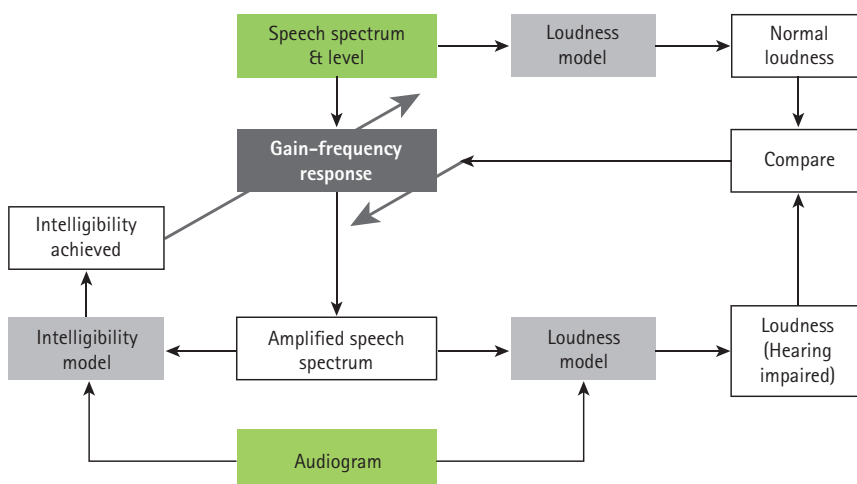 Speech spectrum
& level
Loudness
model
Normal
loudness
Gain-frequency
response
Compare
Intelligibility
achieved
Intelligibility
model
Amplified speech
spectrum
Loudness
model
Loudness
(Hearing
impaired)
Audiogram